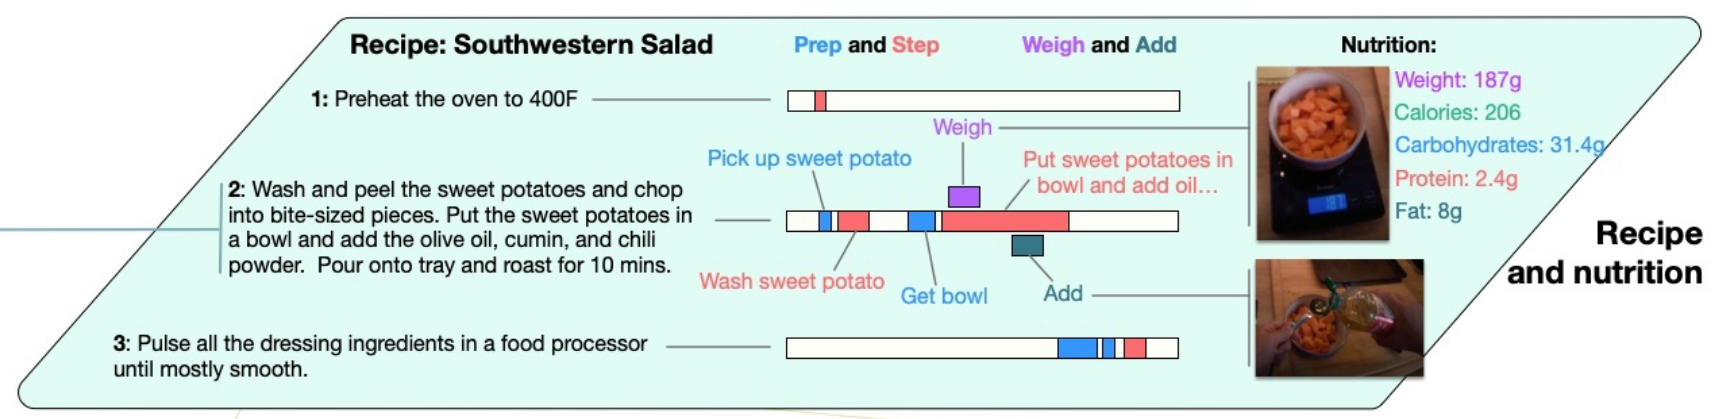 Recipe: Southwestern Salad
Prep and Step
Weigh and Add
Nutrition:
1: Preheat the oven to 400F
Weigh
Weight: 187g
Calories: 206
Carbohydrates: 31.4g
Protein: 2.4g
Fat: 8g
187
Pick up sweet potato
Put sweet potatoes in
bowl and add oil...
2: Wash and peel the sweet potatoes and chop
into bite-sized pieces. Put the sweet potatoes in
a bowl and add the olive oil, cumin, and chili
powder. Pour onto tray and roast for 10 mins.
Wash sweet potato
Get bowl
Add
Recipe
and nutrition
3: Pulse all the dressing ingredients in a food processor
until mostly smooth.